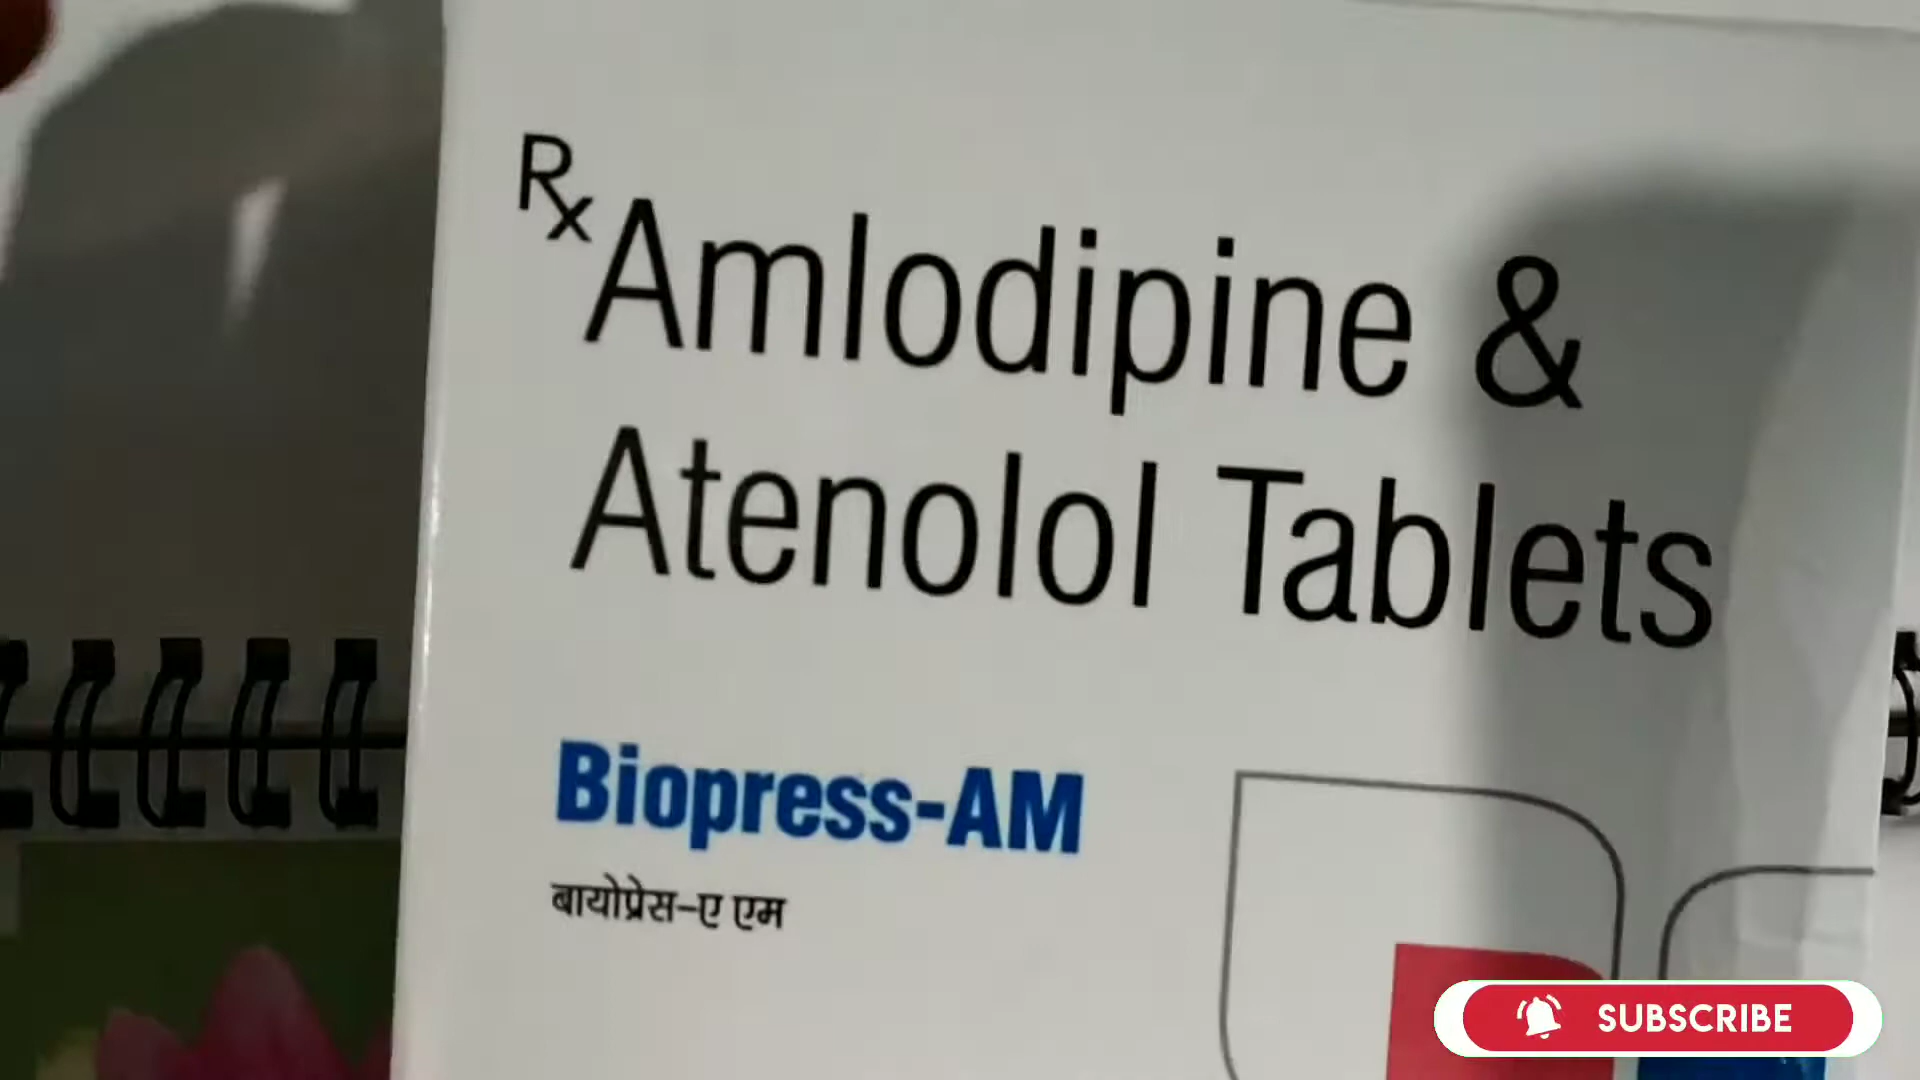 Rx Amlodipine &
Atenolol Tablets
Biopress-AM
बायोप्रेस-ए एम
SUBSCRIBE